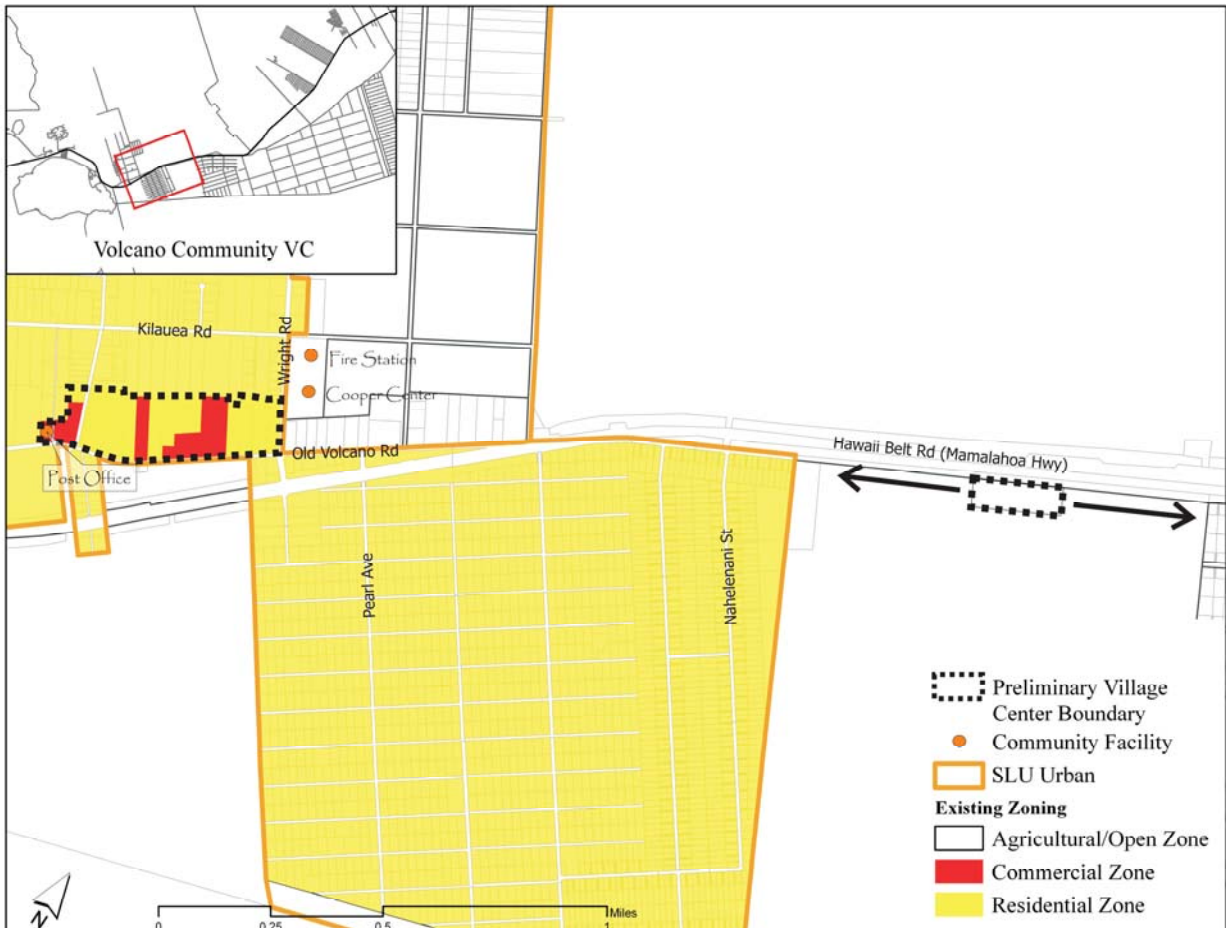 Volcano Community VC
Kilauea Rd
Wright Rd
Fire Station
Cooper Center
Old Volcano Rd
Post Office
Hawaii Belt Rd (Mamalahoa Hwy)
Pearl Ave
Nahelenani St
Preliminary Village
Center Boundary
Community Facility
SLU Urban
Existing Zoning
Agricultural/Open Zone
Commercial Zone
Residential Zone
N
0 0.25 0.5 1 Miles